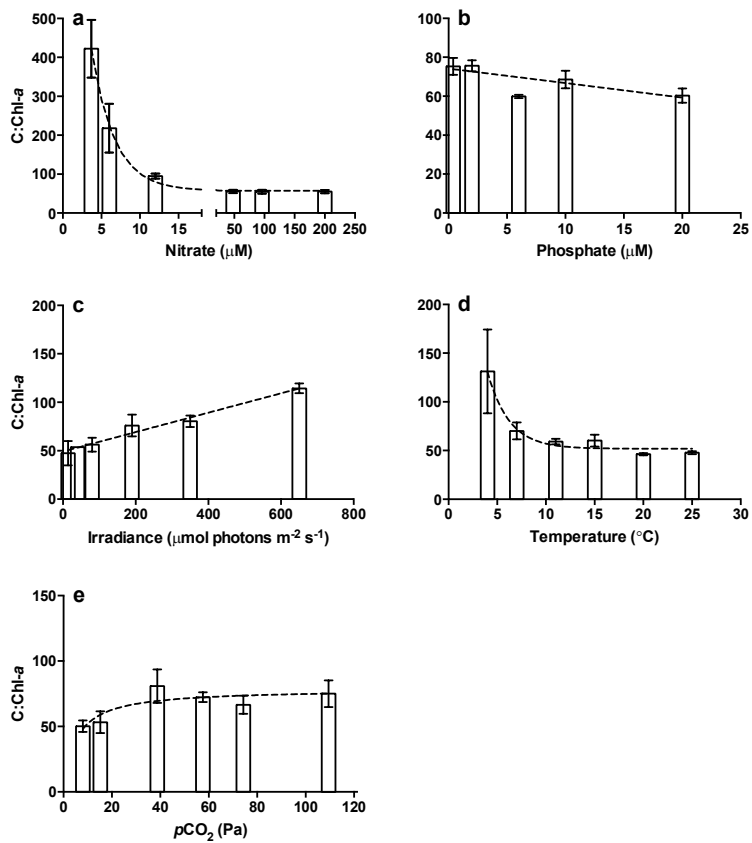 a
C:Chl-a
500
400
300
200
100
0
0 5 10 15 50 100 150 200 250
Nitrate (μM)
b
100
80
60
40
20
0
0 5 10 15 20 25
Phosphate (μM)
c
C:Chl-a
200
150
100
50
0
0 200 400 600 800
Irradiance (μmol photons m⁻² s⁻¹)
d
200
150
100
50
0
0 5 10 15 20 25 30
Temperature (°C)
e
C:Chl-a
150
100
50
0
0 20 40 60 80 100 120
pCO₂ (Pa)